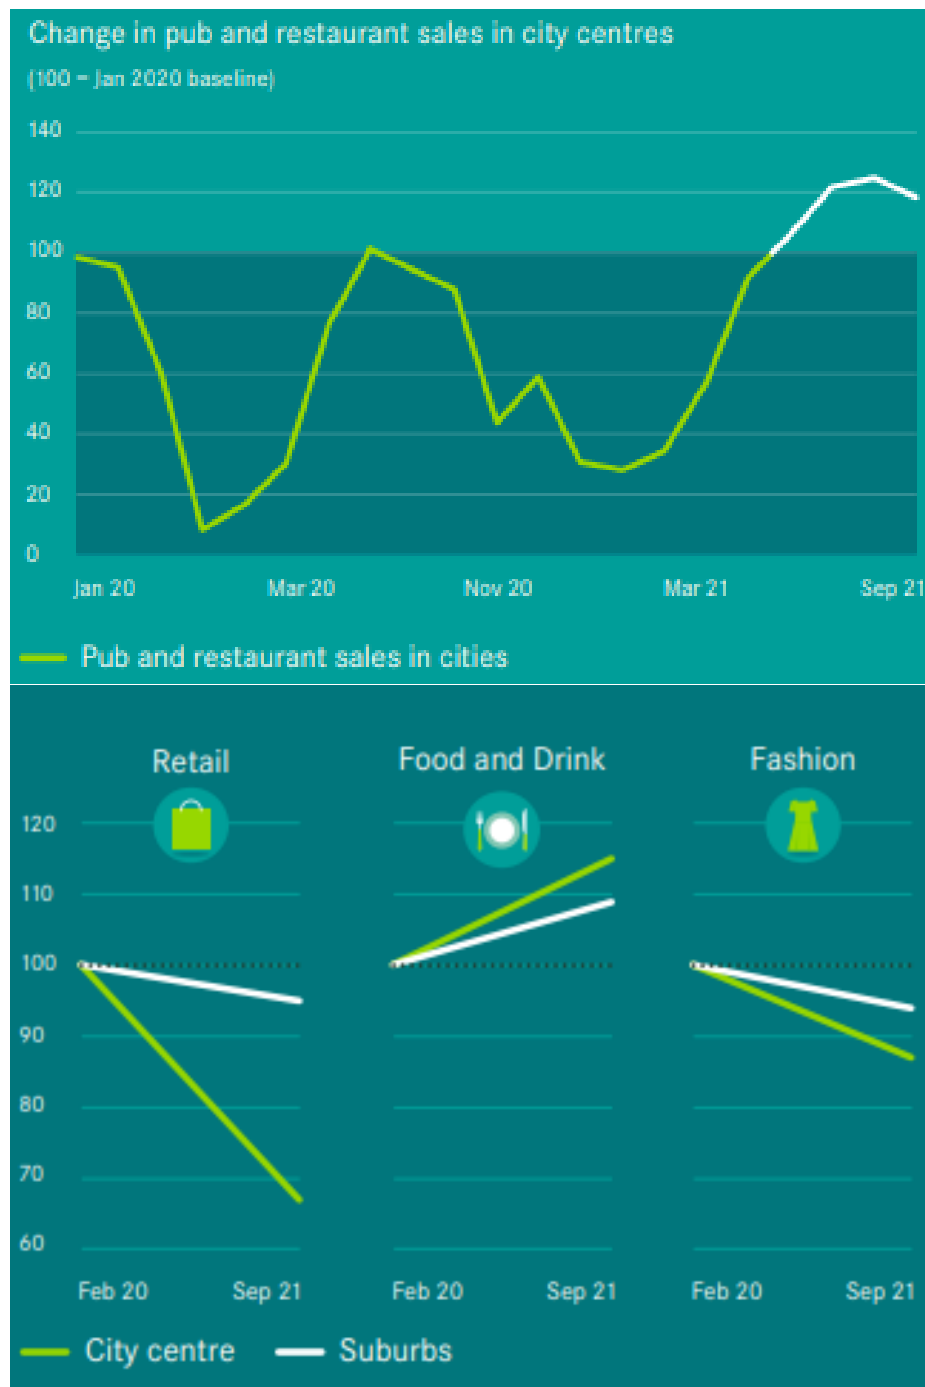 Change in pub and restaurant sales in city centres
(100 = Jan 2020 baseline)
140
120
100
80
60
40
20
0
Jan 20 Mar 20 Nov 20 Mar 21 Sep 21
Pub and restaurant sales in cities
Retail Food and Drink Fashion
120
110
100
90
80
70
60
Feb 20 Sep 21 Feb 20 Sep 21 Feb 20 Sep 21
City centre Suburbs